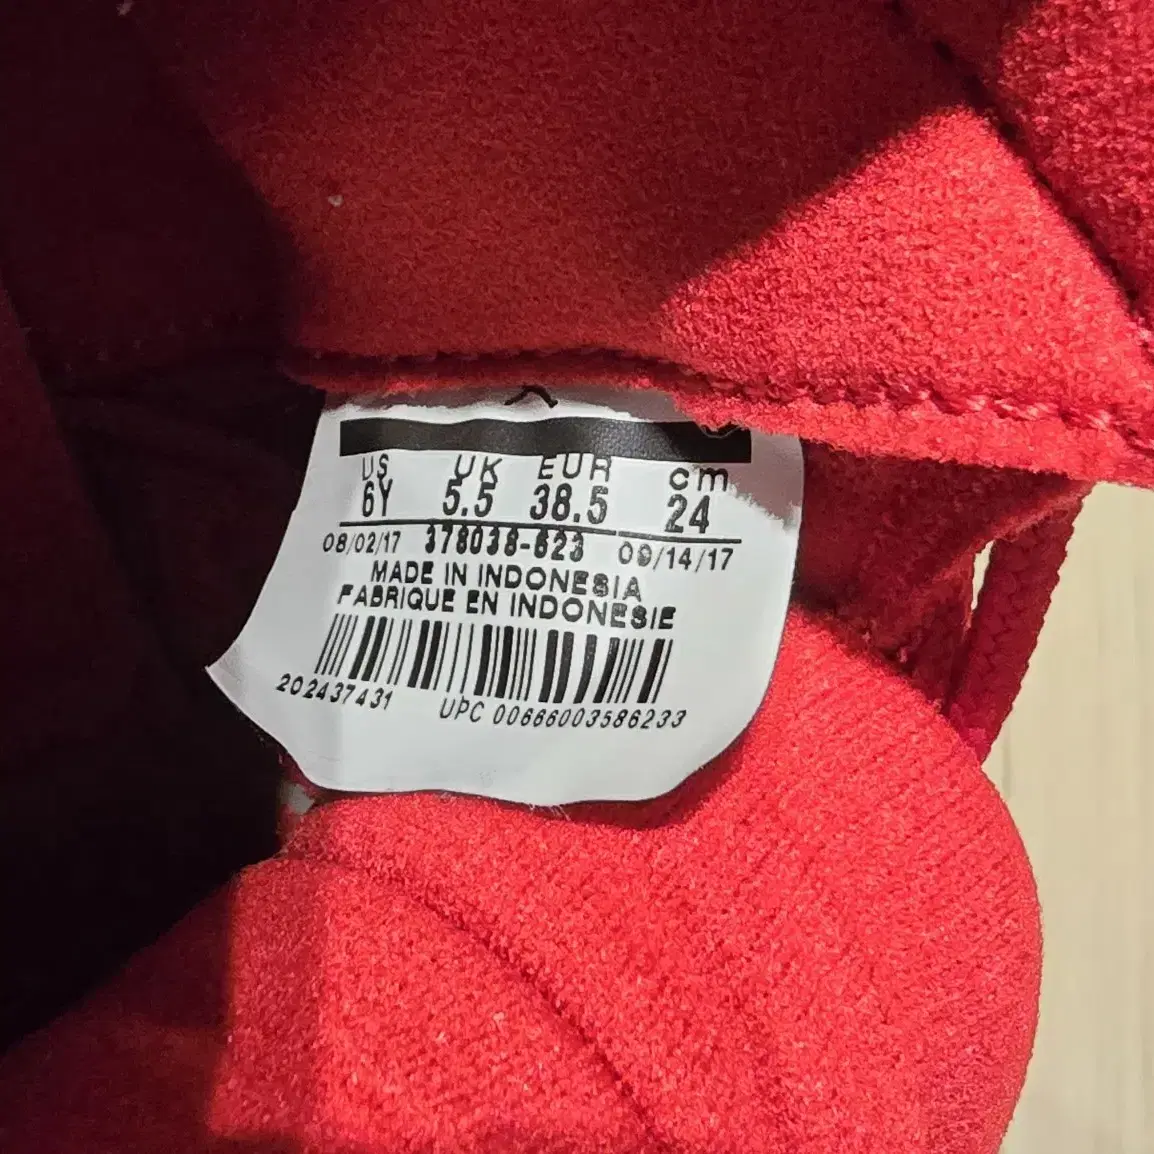 US UK EUR cm
6Y 5.5 38.5 24
08/02/17 378038-623 09/14/17
MADE IN INDONESIA
FABRIQUE EN INDONESIE
202437431
UPC 00666003586233